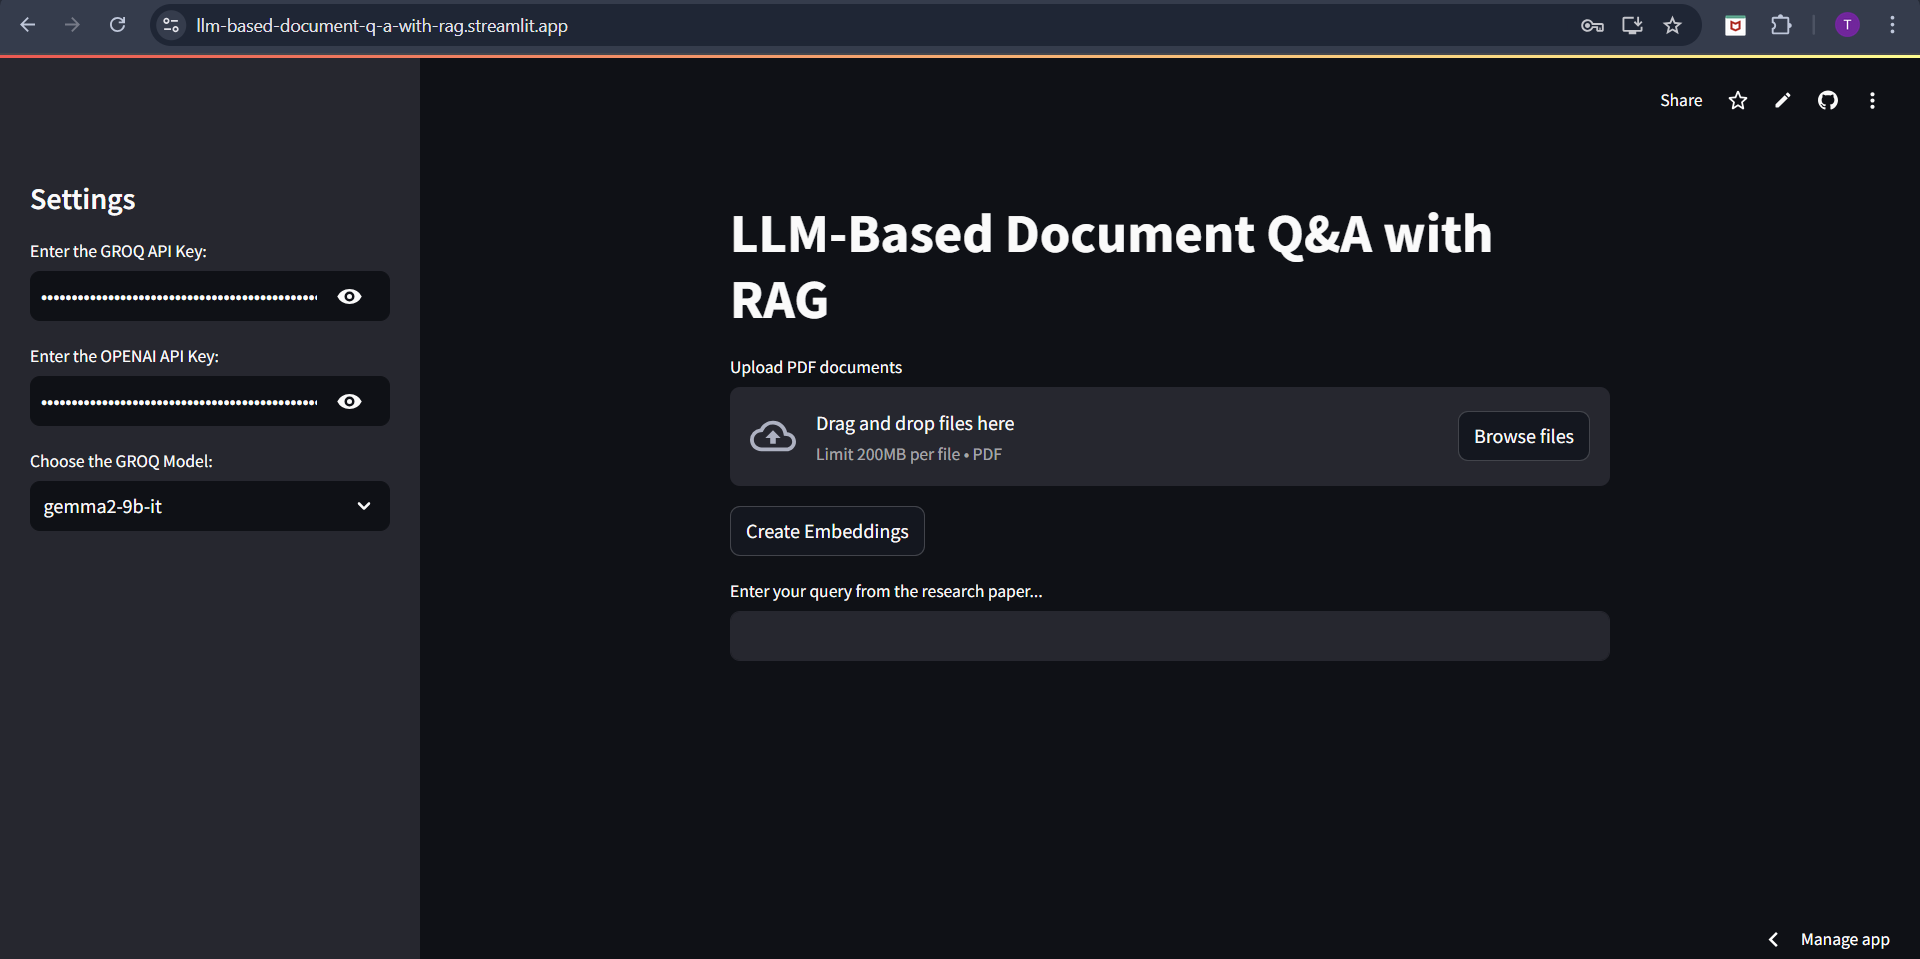 llm-based-document-q-a-with-rag.streamlit.app
T
Share
Settings
Enter the GROQ API Key:
••••••••••••••••••••••••••••••••••••••••••••••
Enter the OPENAI API Key:
••••••••••••••••••••••••••••••••••••••••••••••
Choose the GROQ Model:
gemma2-9b-it
LLM-Based Document Q&A with
RAG
Upload PDF documents
Drag and drop files here
Limit 200MB per file • PDF
Browse files
Create Embeddings
Enter your query from the research paper...
Manage app